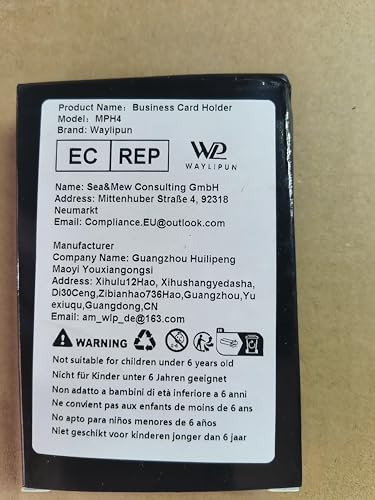 Product Name: Business Card Holder
Model: MPH4
Brand: Waylipun
EC REP
WP
WAYLIPUN
Name: Sea&Mew Consulting GmbH
Address: Mittenhuber Straße 4, 92318
Neumarkt
Email: Compliance.EU@outlook.com
Manufacturer
Company Name: Guangzhou Huilipeng
Maoyi Youxiangongsi
Address: Xihulu12Hao, Xihushangyedasha,
Di30Ceng,Zibianhao736Hao,Guangzhou,Yu
exiuqu,Guangdong,CN
Email: am_wlp_de@163.com
WARNING
Not suitable for children under 6 years old
Nicht für Kinder unter 6 Jahren geeignet
Non adatto a bambini di età inferiore a 6 anni
Ne convient pas aux enfants de moins de 6 ans
No apto para niños menores de 6 años
Niet geschikt voor kinderen jonger dan 6 jaar